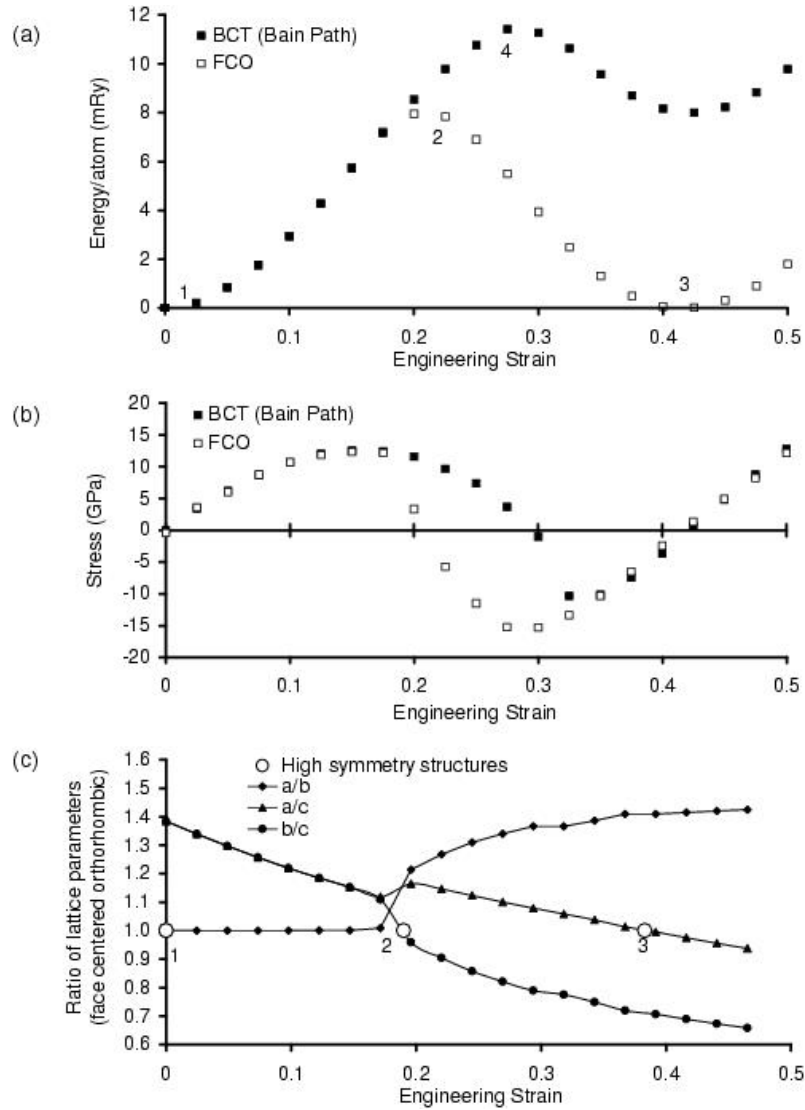 (a)
BCT (Bain Path)
FCO
Energy/atom (mRy)
12
10
8
6
4
2
0
1
2
3
4
0 0.1 0.2 0.3 0.4 0.5
Engineering Strain
(b)
BCT (Bain Path)
FCO
Stress (GPa)
20
15
10
5
0
-5
-10
-15
-20
0 0.1 0.2 0.3 0.4 0.5
Engineering Strain
(c)
High symmetry structures
a/b
a/c
b/c
Ratio of lattice parameters
(face centered orthorhombic)
1.6
1.5
1.4
1.3
1.2
1.1
1.0
0.9
0.8
0.7
0.6
1
2
3
0 0.1 0.2 0.3 0.4 0.5
Engineering Strain